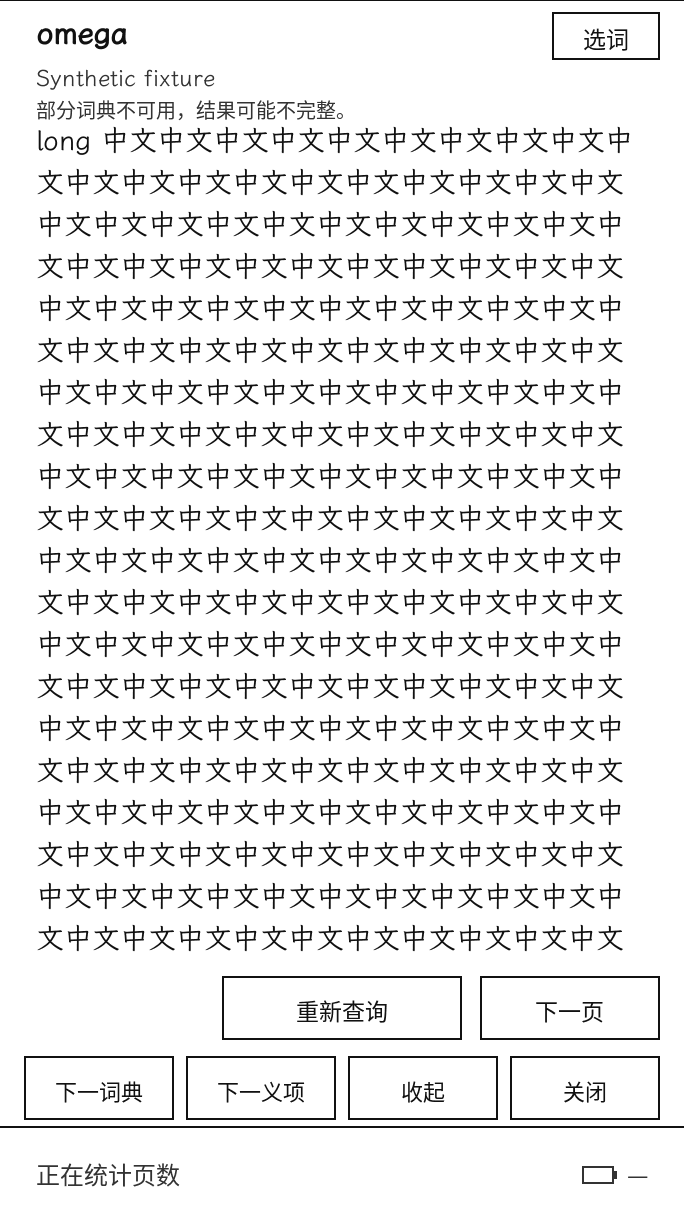 omega
选词
Synthetic fixture
部分词典不可用，结果可能不完整。
long 中文中文中文中文中文中文中文中文中文中
文中文中文中文中文中文中文中文中文中文中文
中文中文中文中文中文中文中文中文中文中文中
文中文中文中文中文中文中文中文中文中文中文
中文中文中文中文中文中文中文中文中文中文中
文中文中文中文中文中文中文中文中文中文中文
中文中文中文中文中文中文中文中文中文中文中
文中文中文中文中文中文中文中文中文中文中文
中文中文中文中文中文中文中文中文中文中文中
文中文中文中文中文中文中文中文中文中文中文
中文中文中文中文中文中文中文中文中文中文中
文中文中文中文中文中文中文中文中文中文中文
中文中文中文中文中文中文中文中文中文中文中
文中文中文中文中文中文中文中文中文中文中文
中文中文中文中文中文中文中文中文中文中文中
文中文中文中文中文中文中文中文中文中文中文
中文中文中文中文中文中文中文中文中文中文中
文中文中文中文中文中文中文中文中文中文中文
中文中文中文中文中文中文中文中文中文中文中
文中文中文中文中文中文中文中文中文中文中文
重新查询
下一页
下一词典
下一义项
收起
关闭
正在统计页数
—